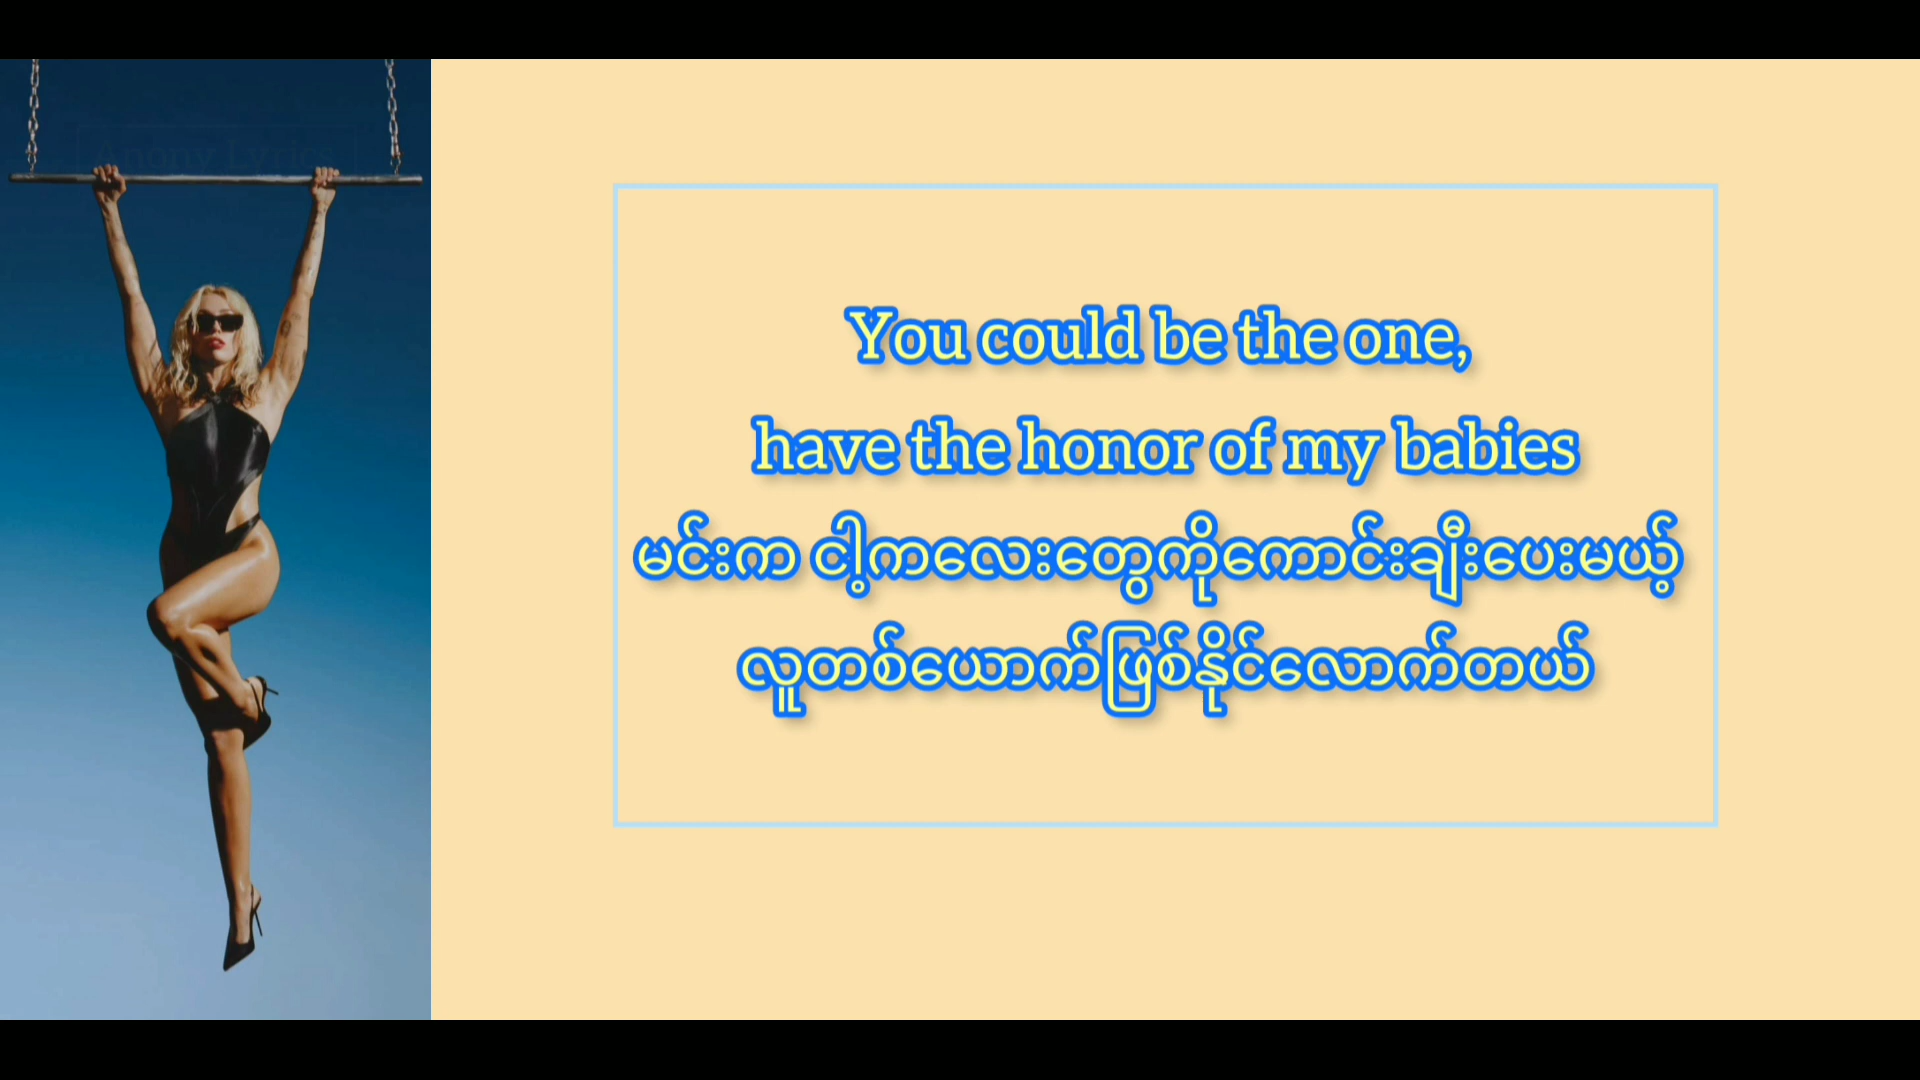 You could be the one,
have the honor of my babies
မင်းက ငါ့ကလေးတွေကိုကောင်းချီးပေးမယ့်
လူတစ်ယောက်ဖြစ်နိုင်လောက်တယ်